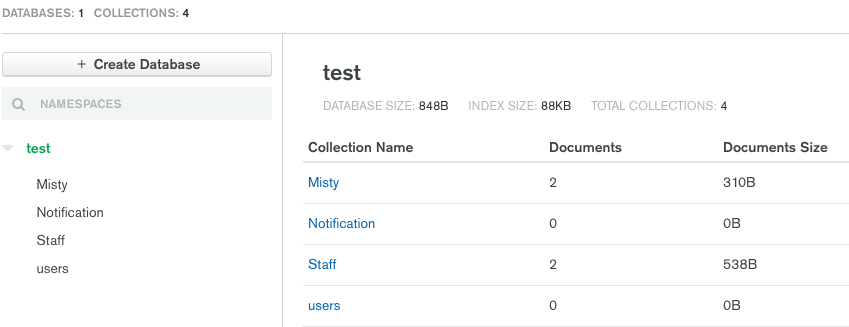 DATABASES: 1 COLLECTIONS: 4
+ Create Database
NAMESPACES
test
Misty
Notification
Staff
users
test
DATABASE SIZE: 848B INDEX SIZE: 88KB TOTAL COLLECTIONS: 4
Collection Name Documents Documents Size
Misty 2 310B
Notification 0 0B
Staff 2 538B
users 0 0B